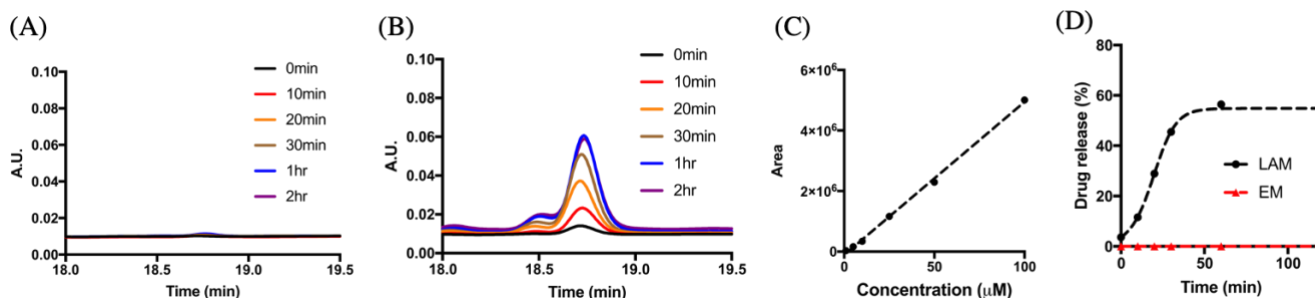 (A)
0.10
0.08
0.06
0.04
0.02
0.00
A.U.
18.0 18.5 19.0 19.5
Time (min)
0min
10min
20min
30min
1hr
2hr
(B)
0.10
0.08
0.06
0.04
0.02
0.00
A.U.
18.0 18.5 19.0 19.5
Time (min)
0min
10min
20min
30min
1hr
2hr
(C)
6×10⁶
4×10⁶
2×10⁶
0
Area
0 50 100
Concentration (μM)
(D)
80
60
40
20
0
Drug release (%)
0 50 100
Time (min)
LAM
EM